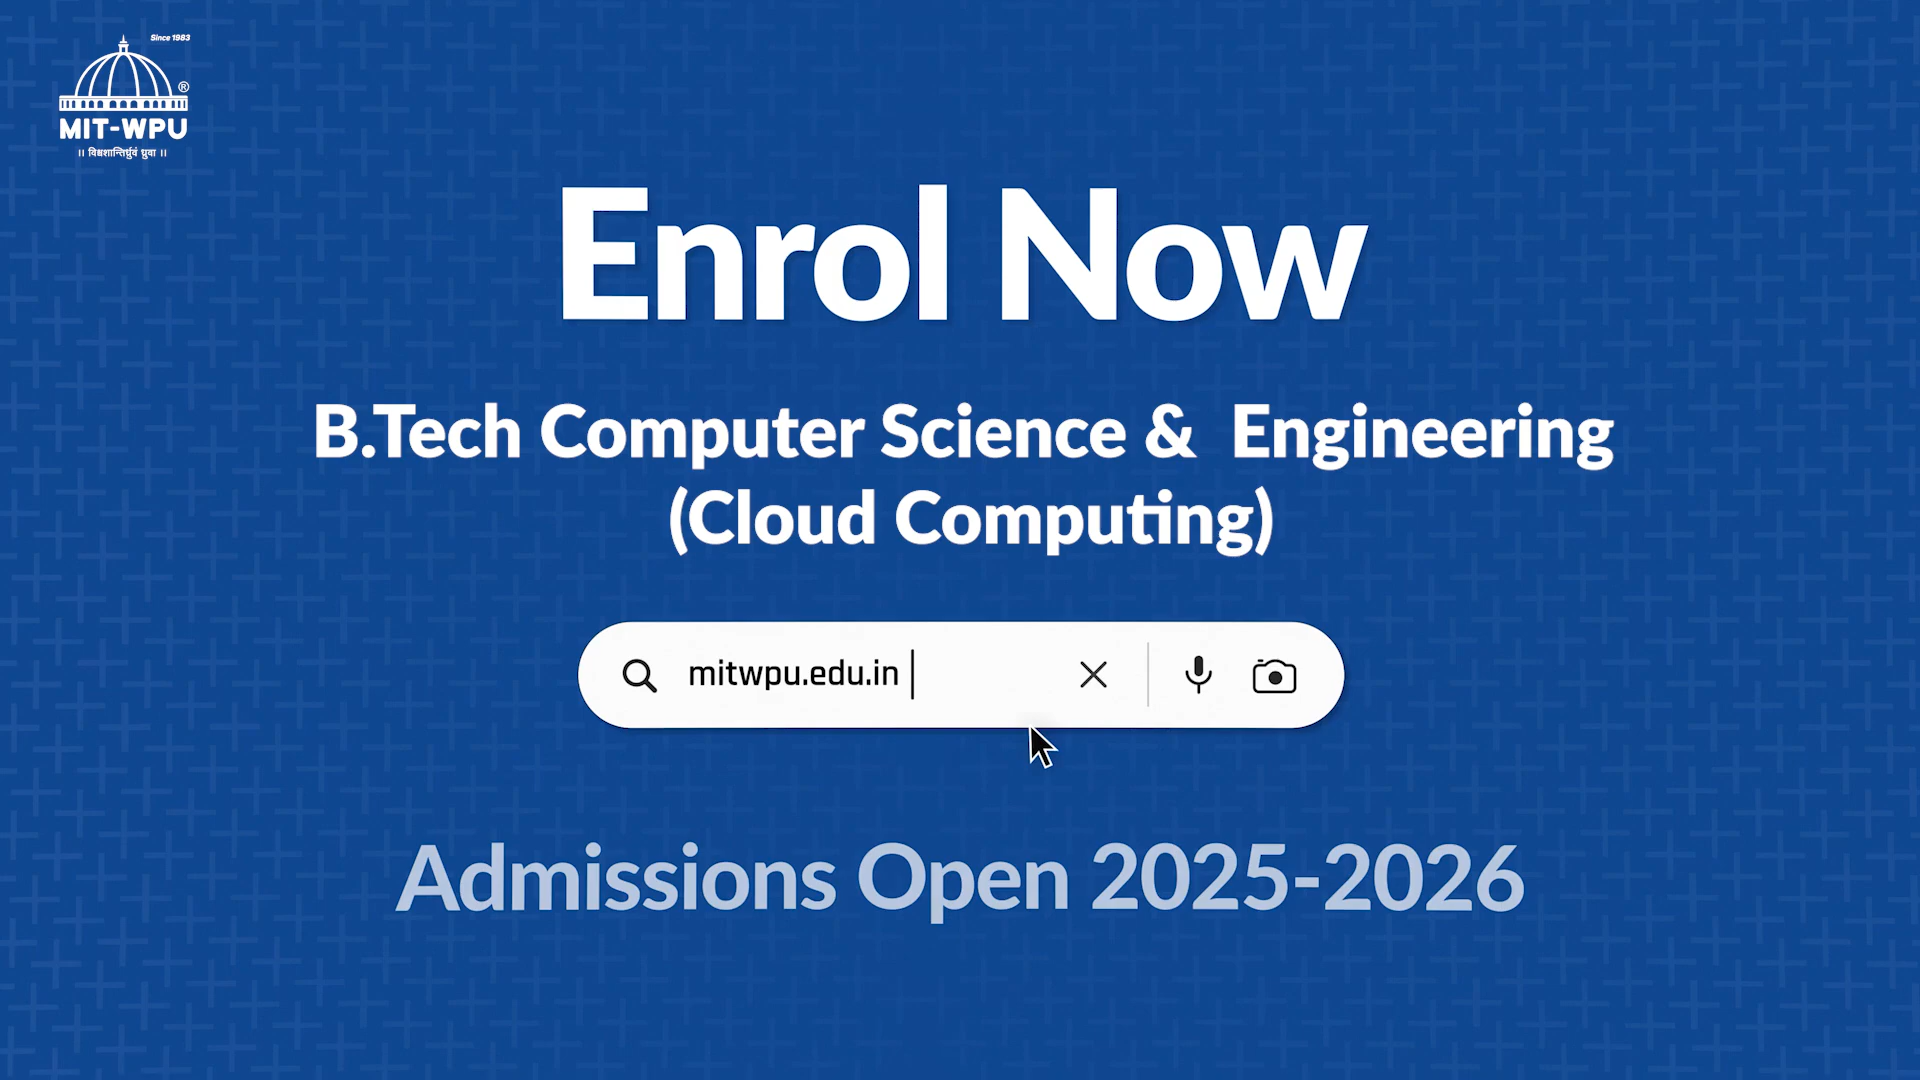 Since 1983
®
MIT-WPU
।। विश्वशान्तिर्ध्रुवं ध्रुवा ।।
Enrol Now
B.Tech Computer Science & Engineering
(Cloud Computing)
mitwpu.edu.in
Admissions Open 2025-2026